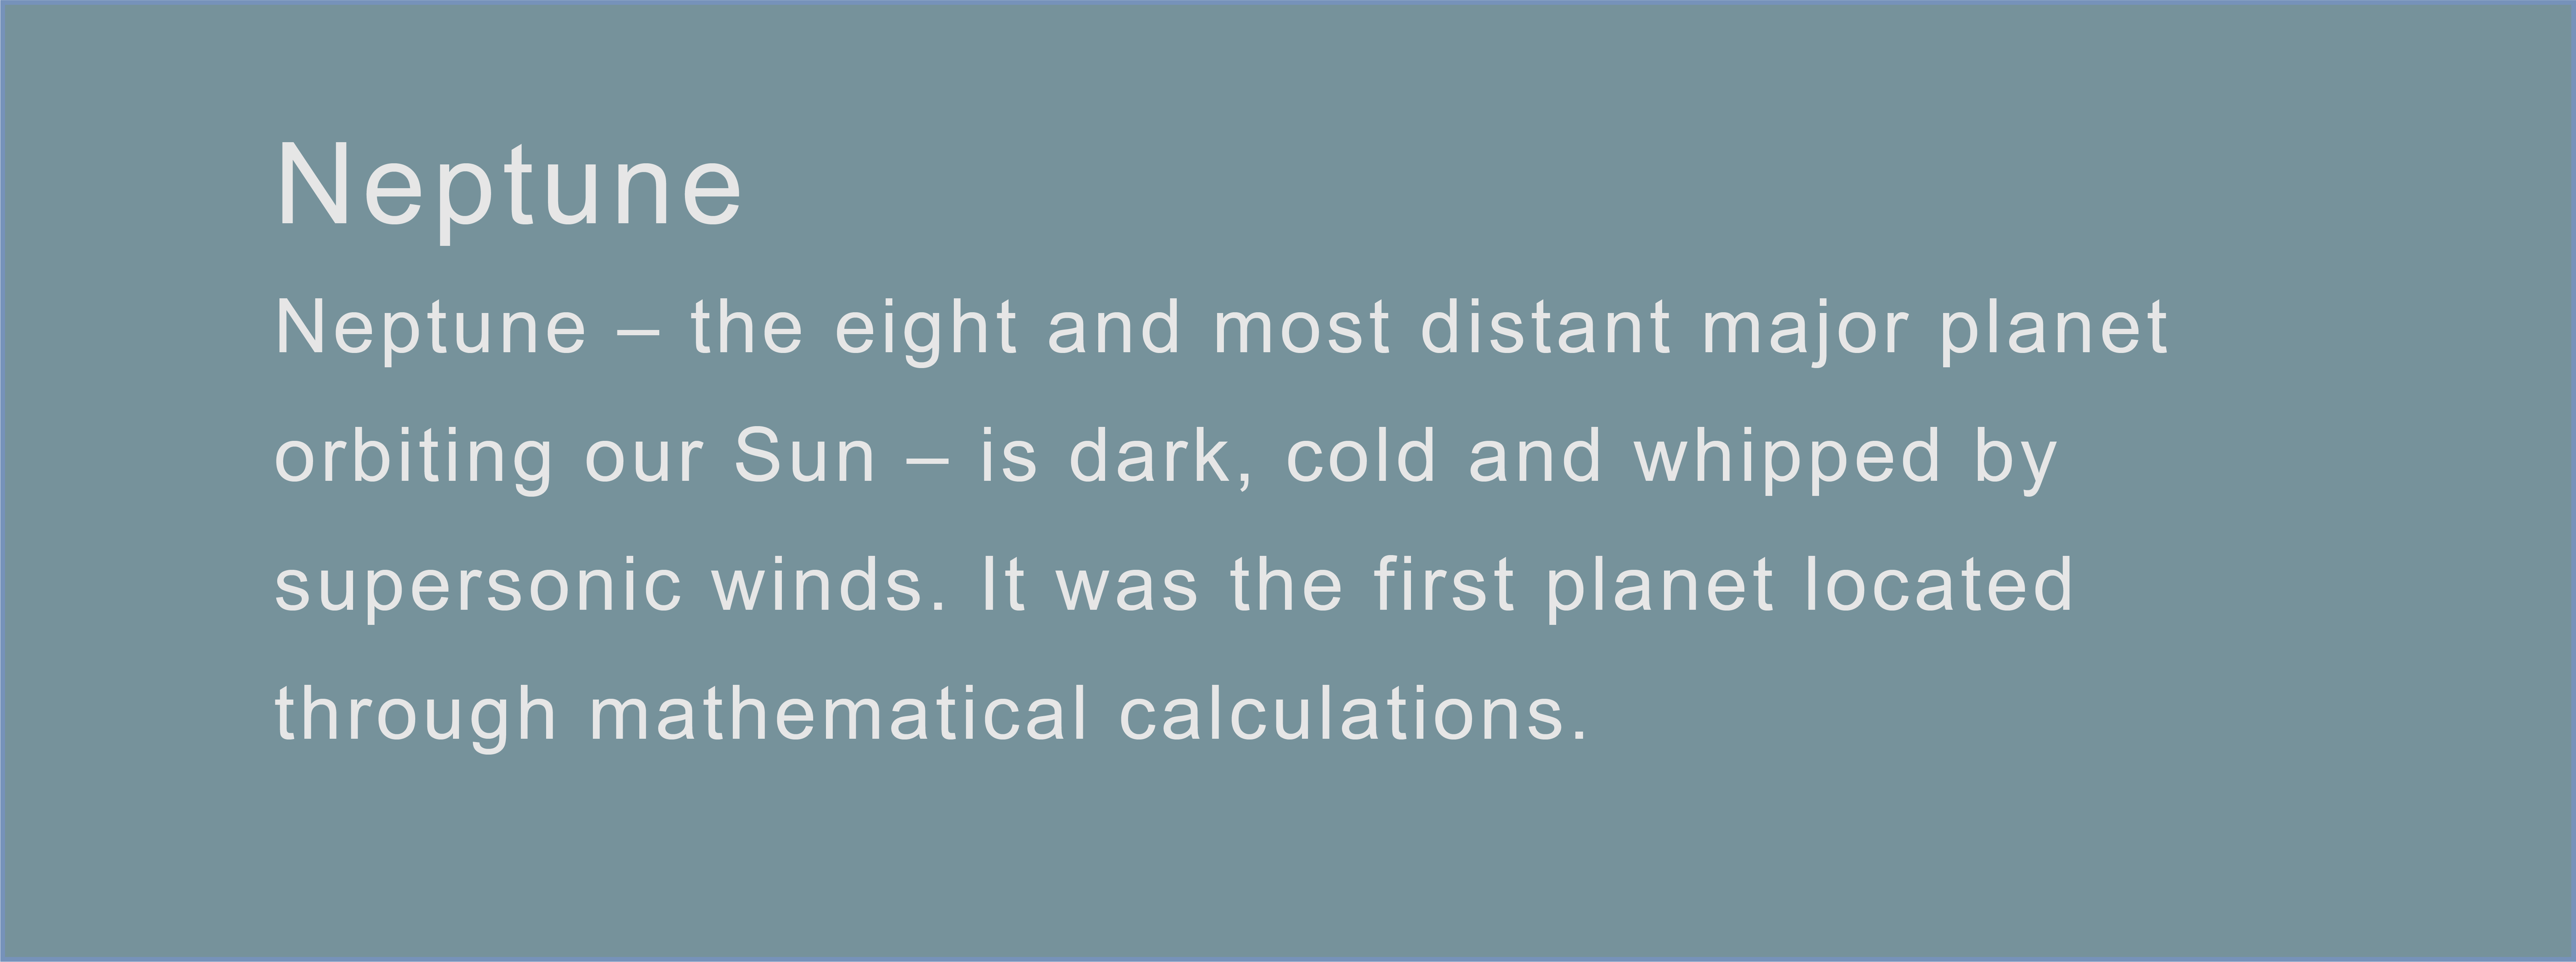 Neptune
Neptune – the eight and most distant major planet
orbiting our Sun – is dark, cold and whipped by
supersonic winds. It was the first planet located
through mathematical calculations.